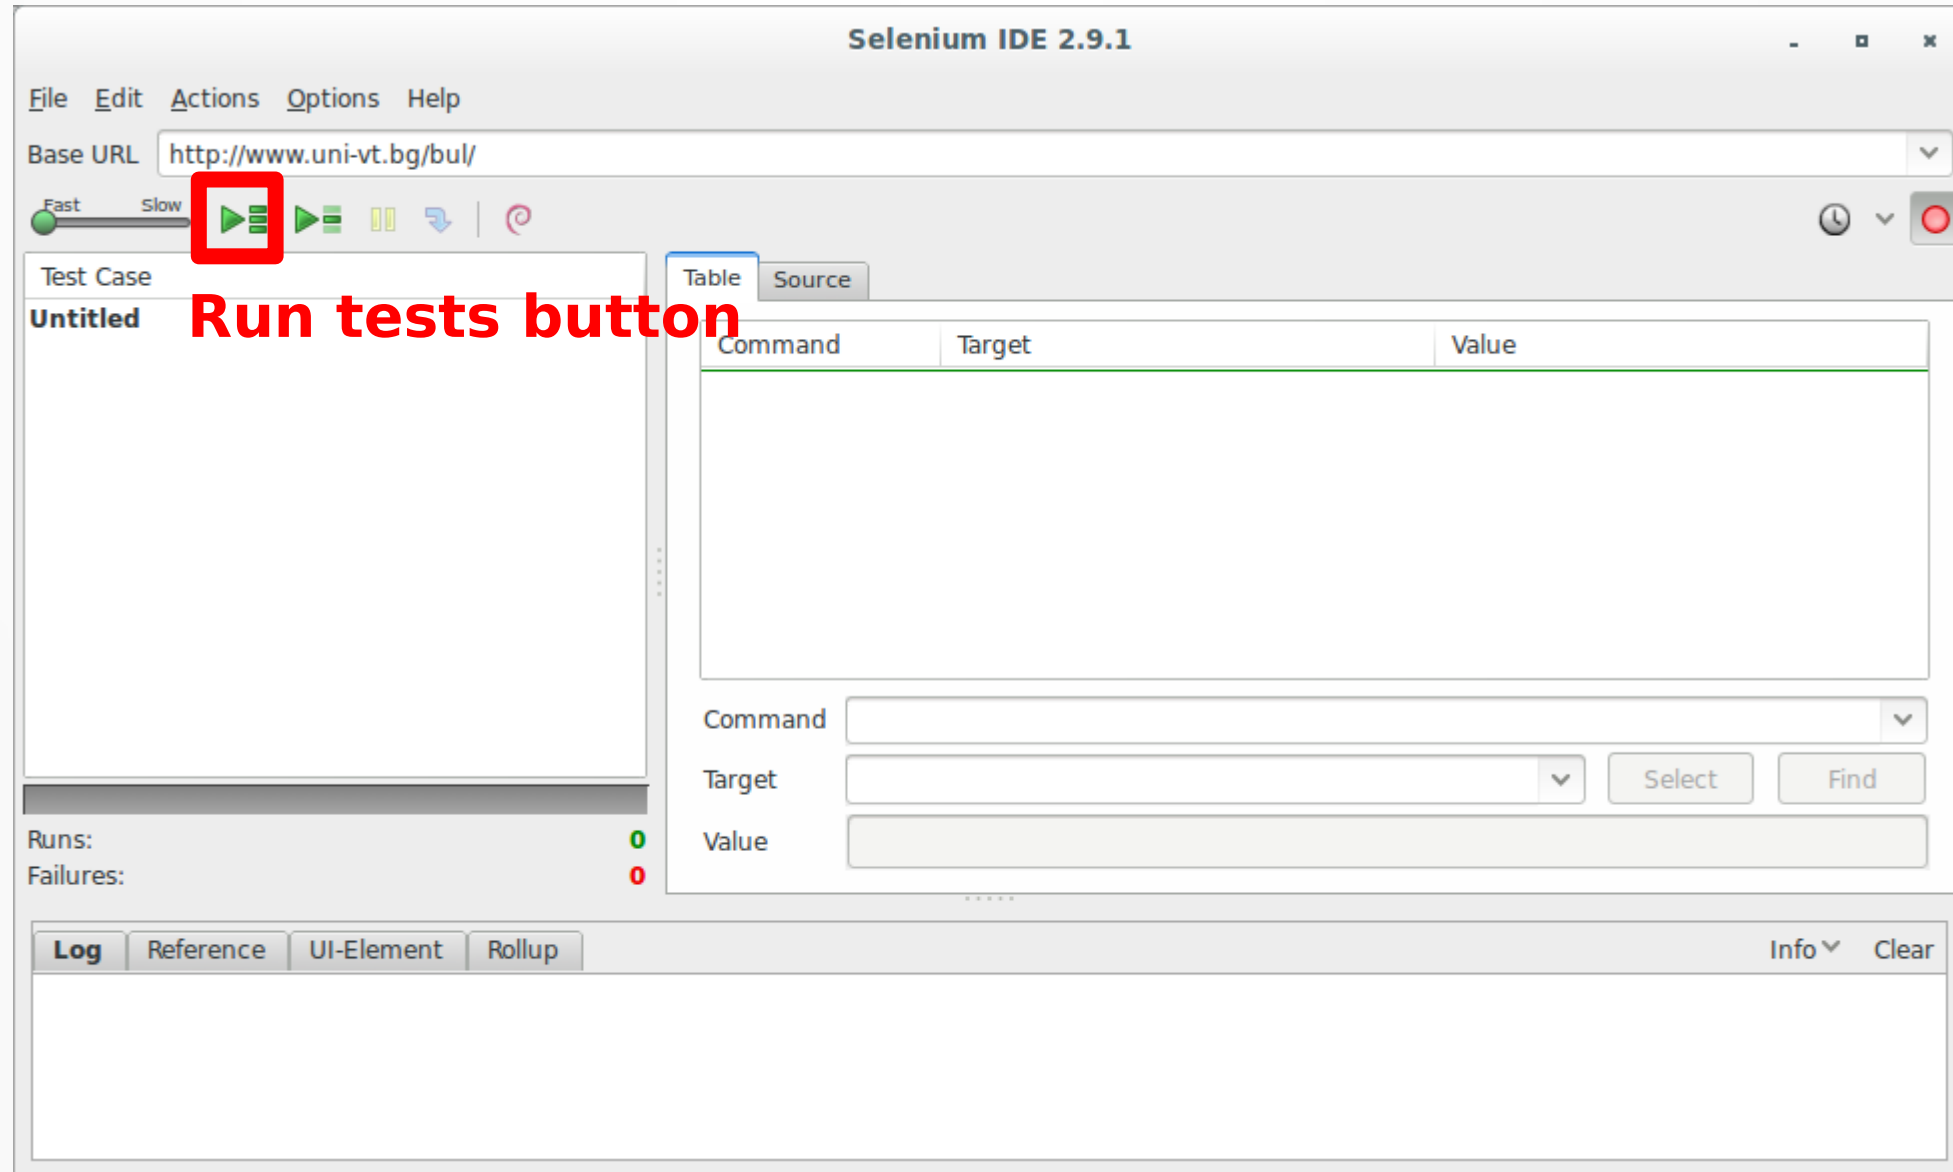 Selenium IDE 2.9.1
File Edit Actions Options Help
Base URL http://www.uni-vt.bg/bul/
Fast Slow
Test Case
Untitled
Run tests button
Table Source
Command Target Value
Command
Target Select Find
Value
Runs: 0
Failures: 0
Log Reference UI-Element Rollup Info Clear